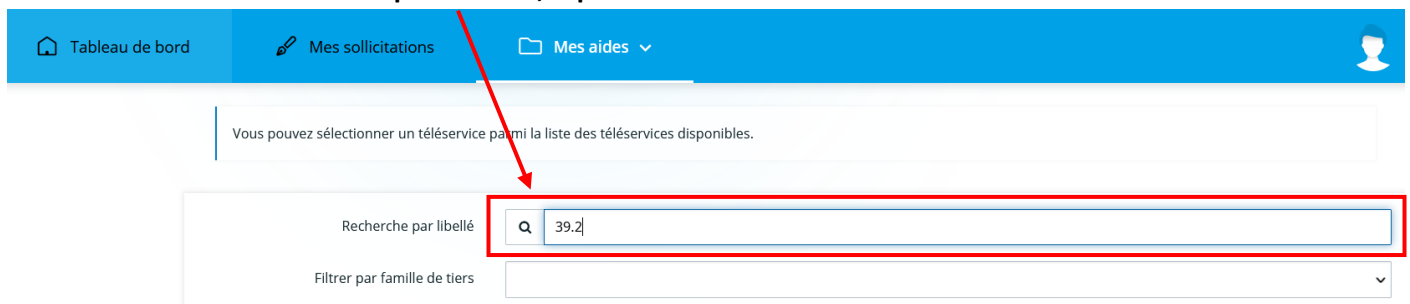 Tableau de bord
Mes sollicitations
Mes aides
Vous pouvez sélectionner un téléservice parmi la liste des téléservices disponibles.
Recherche par libellé
39.2
Filtrer par famille de tiers